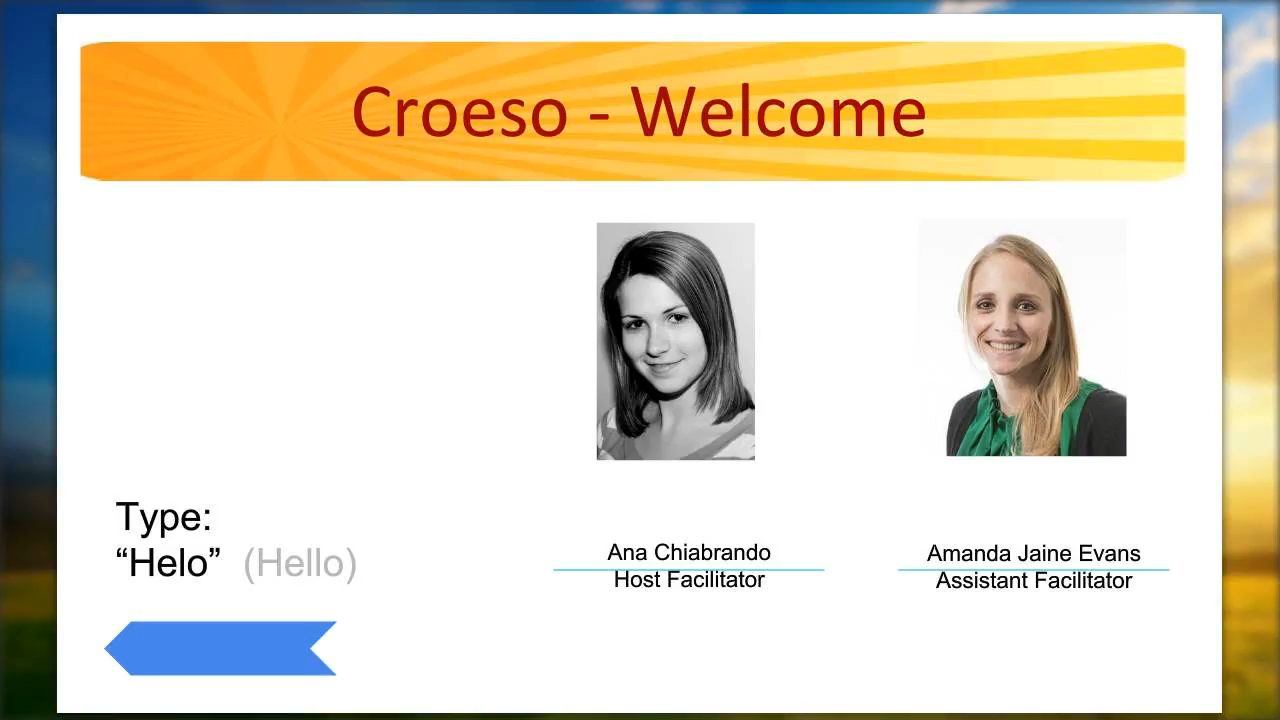 Croeso - Welcome
Type:
“Helo” (Hello)
Ana Chiabrando
Host Facilitator
Amanda Jaine Evans
Assistant Facilitator